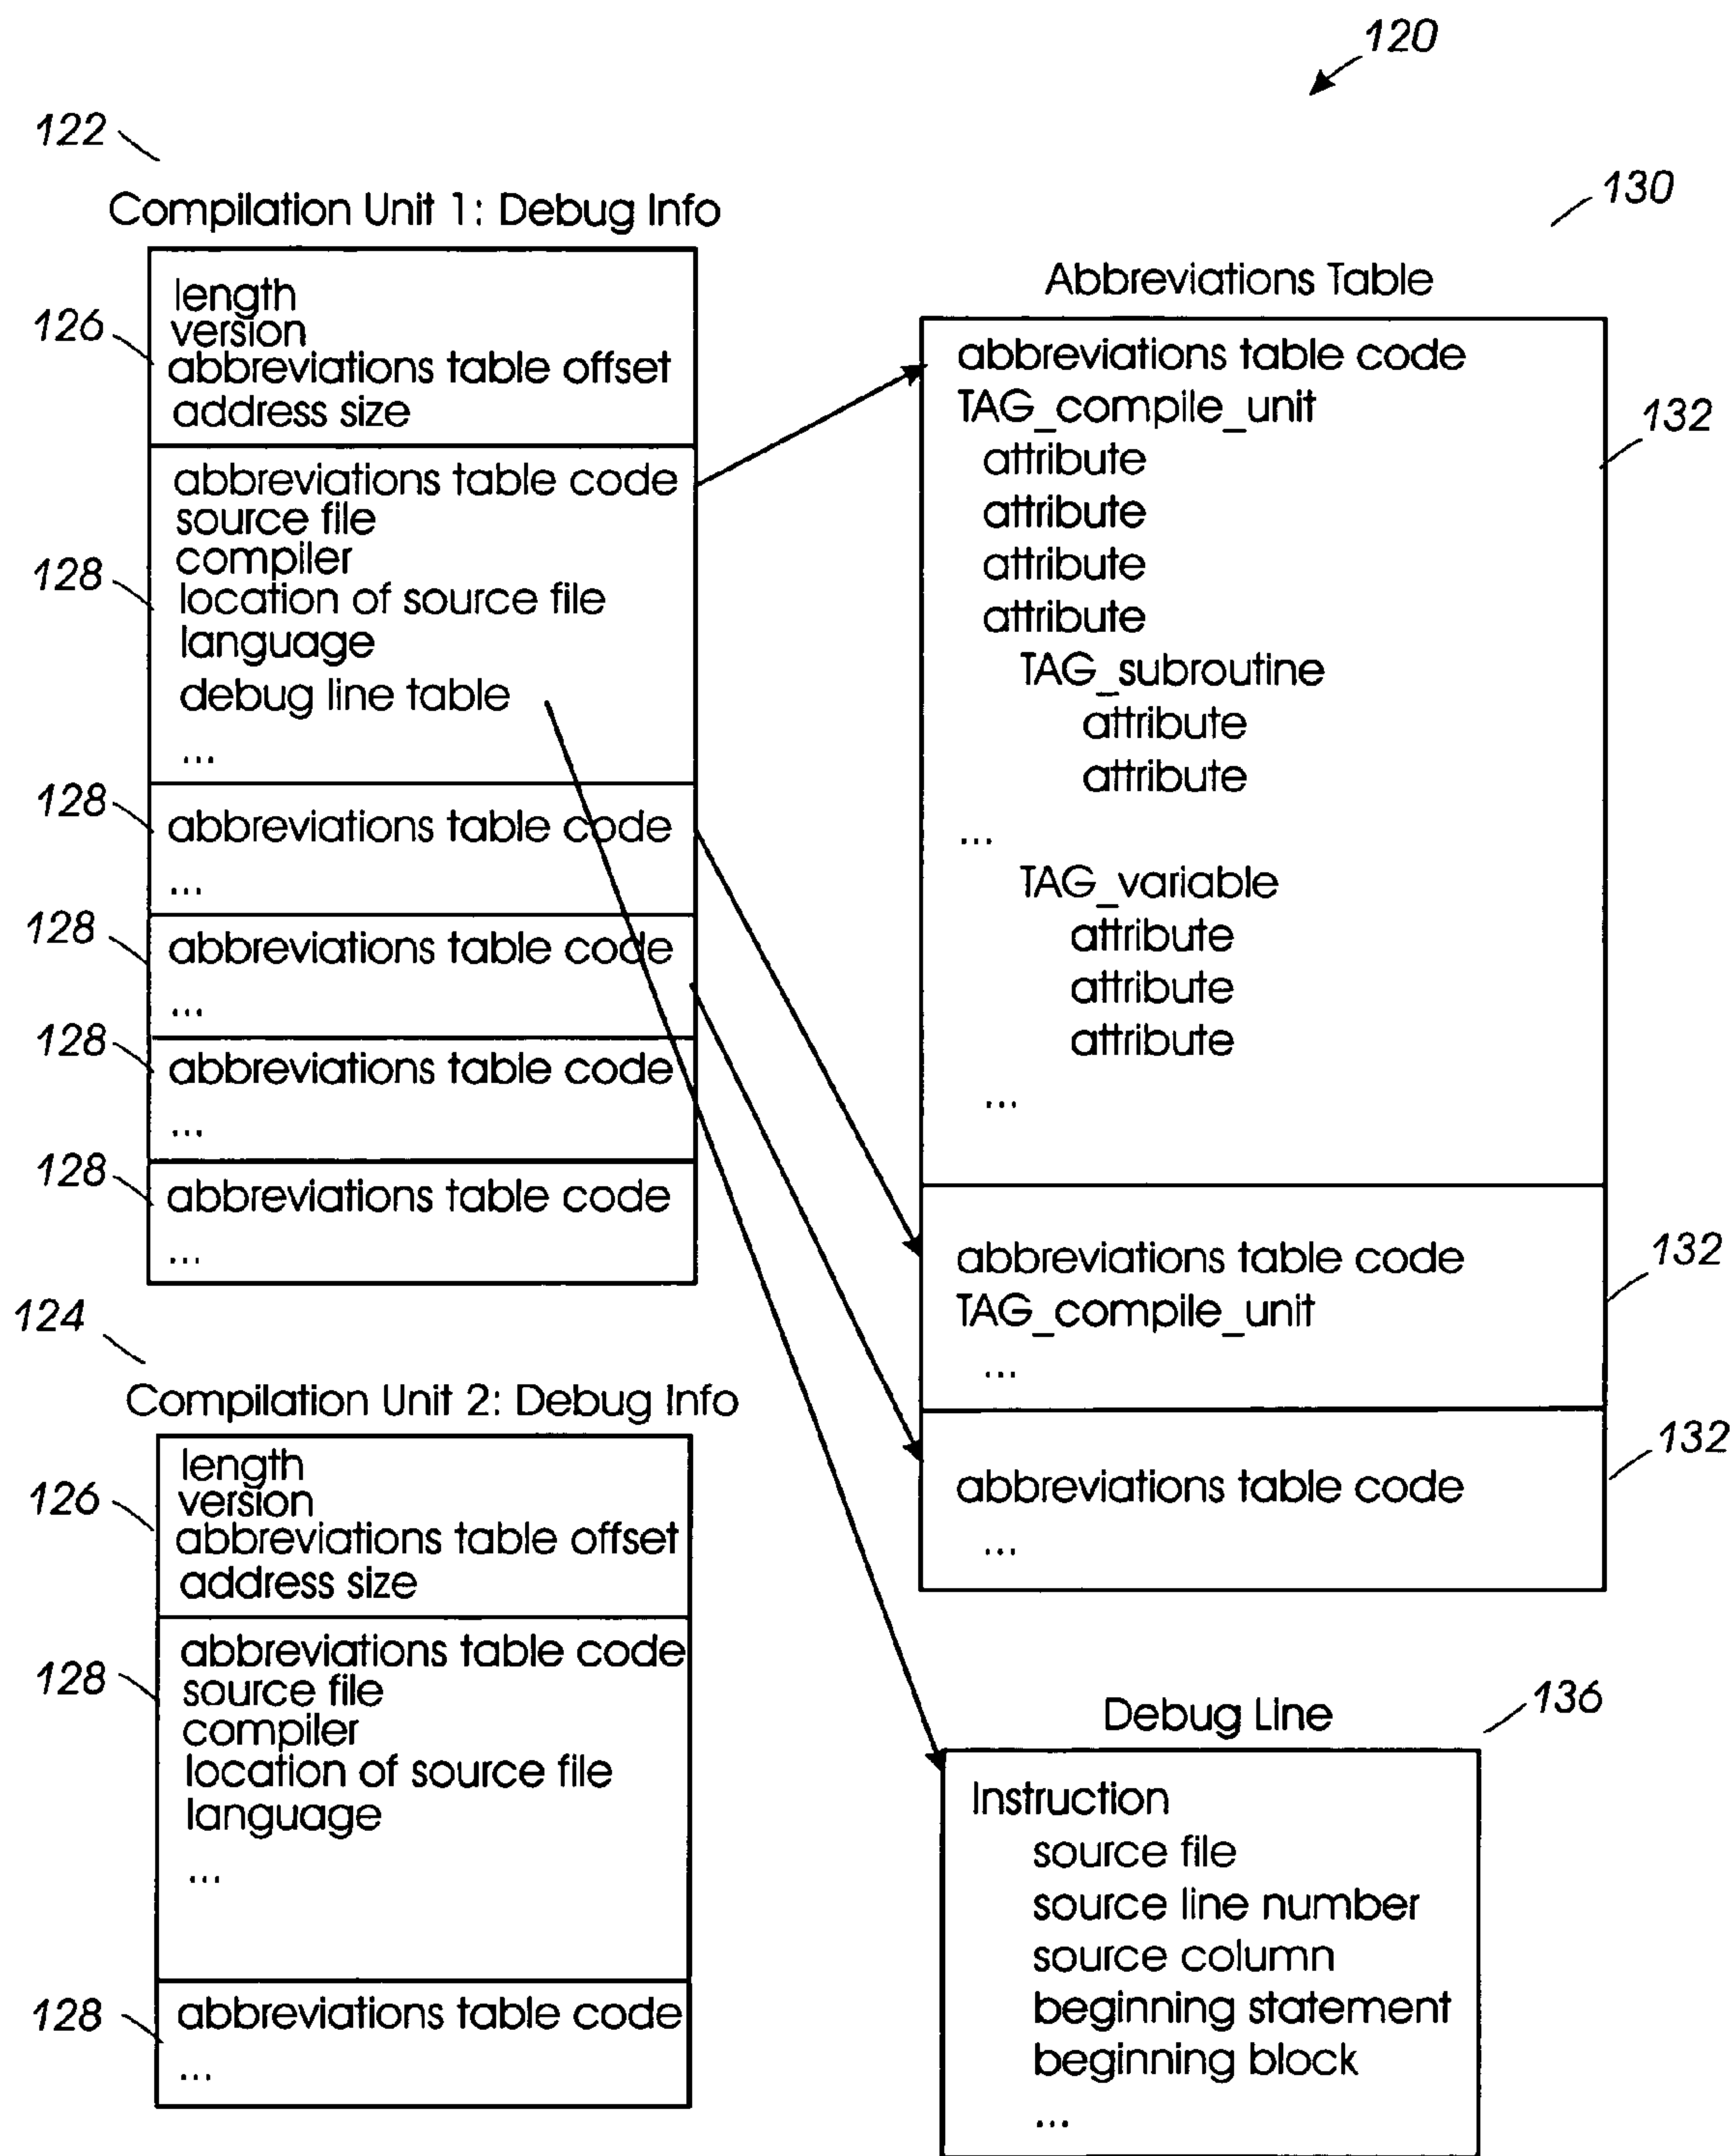 120
122
Compilation Unit 1: Debug Info
126
length
version
abbreviations table offset
address size
128
abbreviations table code
source file
compiler
location of source file
language
debug line table
...
128
abbreviations table code
...
128
abbreviations table code
...
128
abbreviations table code
...
128
abbreviations table code
...
130
Abbreviations Table
132
abbreviations table code
TAG_compile_unit
attribute
attribute
attribute
attribute
TAG_subroutine
attribute
attribute
...
TAG_variable
attribute
attribute
attribute
...
132
abbreviations table code
TAG_compile_unit
...
132
abbreviations table code
...
124
Compilation Unit 2: Debug Info
126
length
version
abbreviations table offset
address size
128
abbreviations table code
source file
compiler
location of source file
language
...
128
abbreviations table code
...
136
Debug Line
Instruction
source file
source line number
source column
beginning statement
beginning block
...